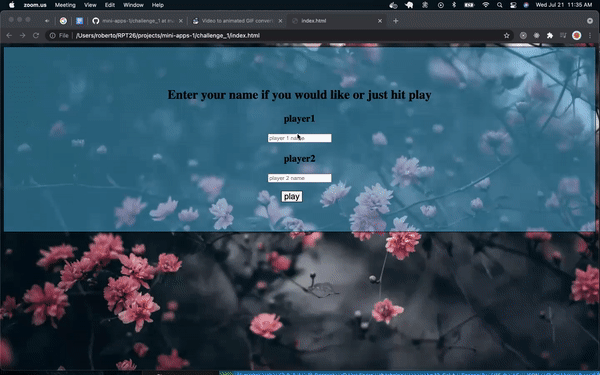 zoom.us Meeting View Edit Window Help Wed Jul 21 11:35 AM
mini-apps-1/challenge_1 at m Video to animated GIF convert index.html
File /Users/roberto/RPT26/projects/mini-apps-1/challenge_1/index.html
Enter your name if you would like or just hit play
player1
player 1 name
player2
player 2 name
play